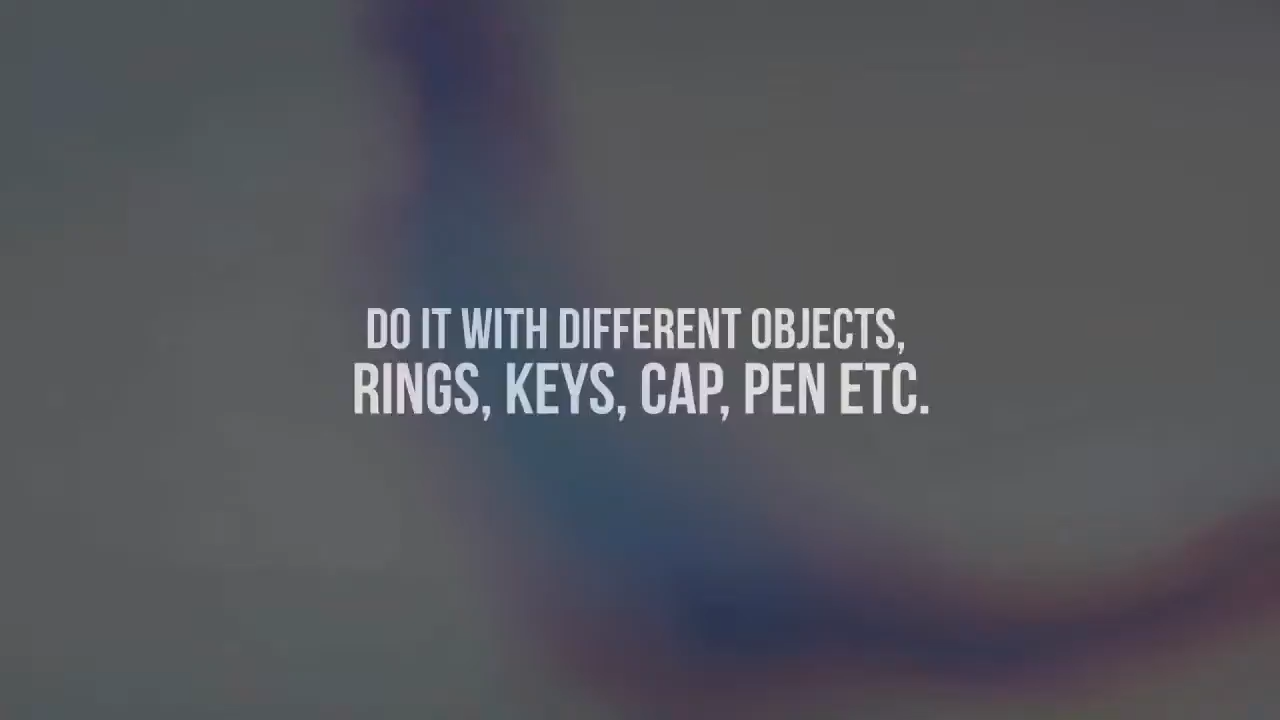 DO IT WITH DIFFERENT OBJECTS,
RINGS, KEYS, CAP, PEN ETC.